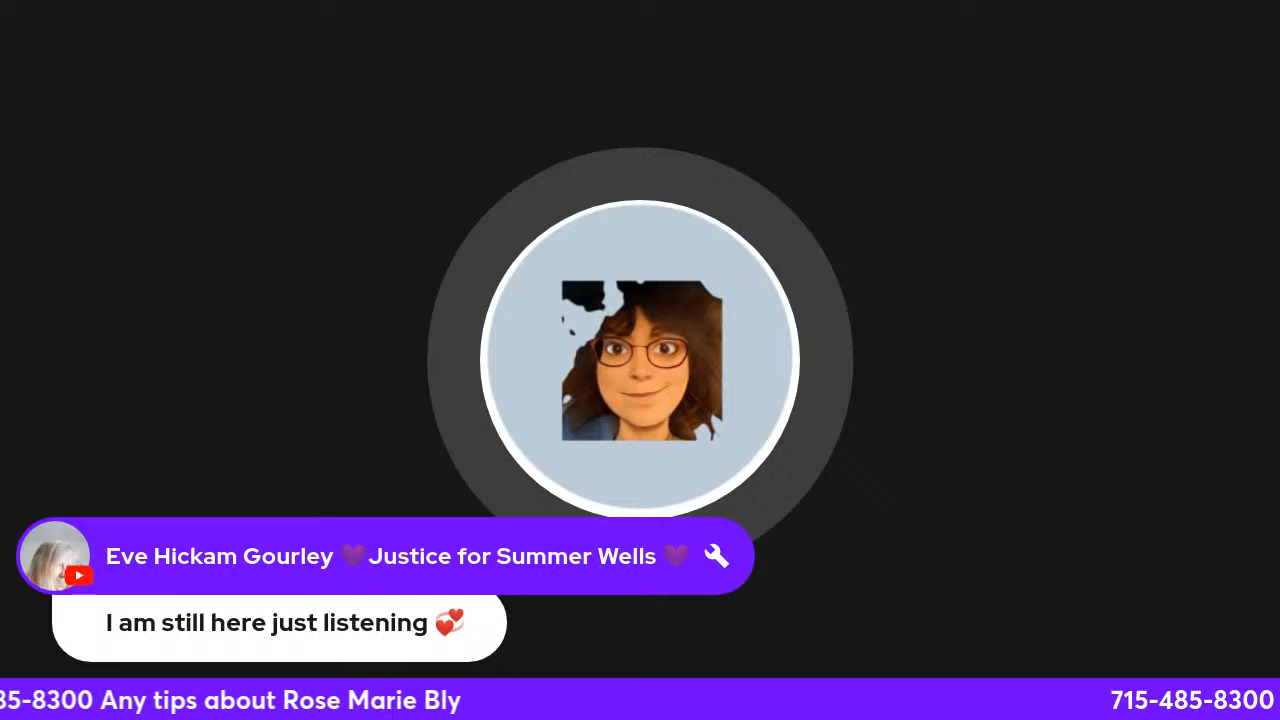 Eve Hickam Gourley 💜Justice for Summer Wells 💜
I am still here just listening 💞
35-8300 Any tips about Rose Marie Bly 715-485-8300